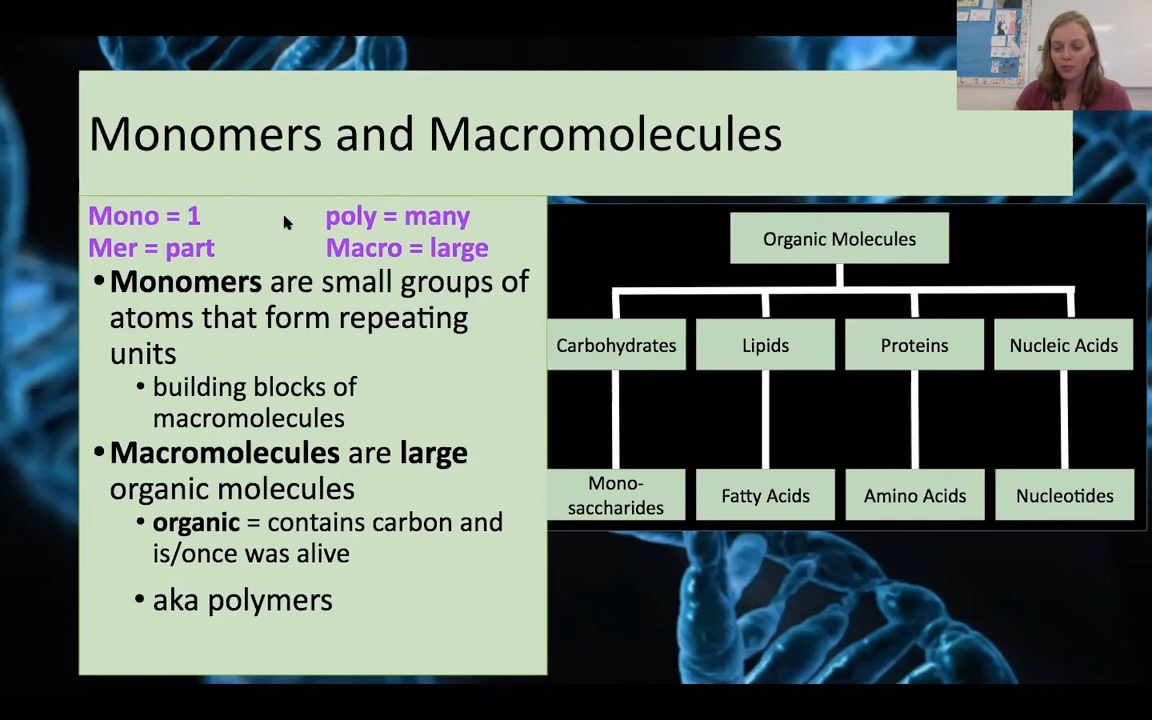 Monomers and Macromolecules
Mono = 1 poly = many
Mer = part Macro = large
•Monomers are small groups of
atoms that form repeating
units
• building blocks of
macromolecules
•Macromolecules are large
organic molecules
• organic = contains carbon and
is/once was alive
• aka polymers
Organic Molecules
Carbohydrates Lipids Proteins Nucleic Acids
Mono-
saccharides
Fatty Acids Amino Acids Nucleotides